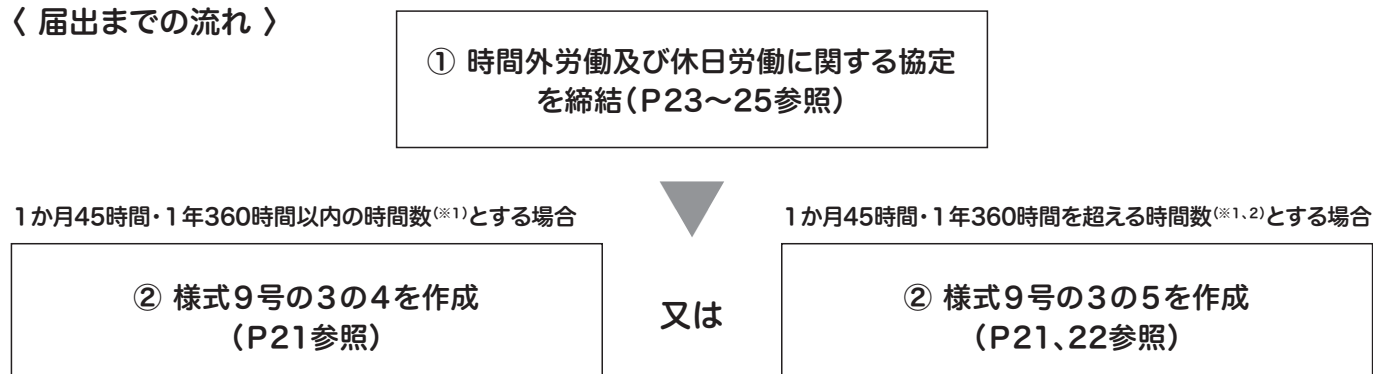 〈 届出までの流れ 〉
① 時間外労働及び休日労働に関する協定
を締結(P23～25参照)
1か月45時間・1年360時間以内の時間数(※1)とする場合
1か月45時間・1年360時間を超える時間数(※1、2)とする場合
② 様式9号の3の4を作成
(P21参照)
又は
② 様式9号の3の5を作成
(P21、22参照)